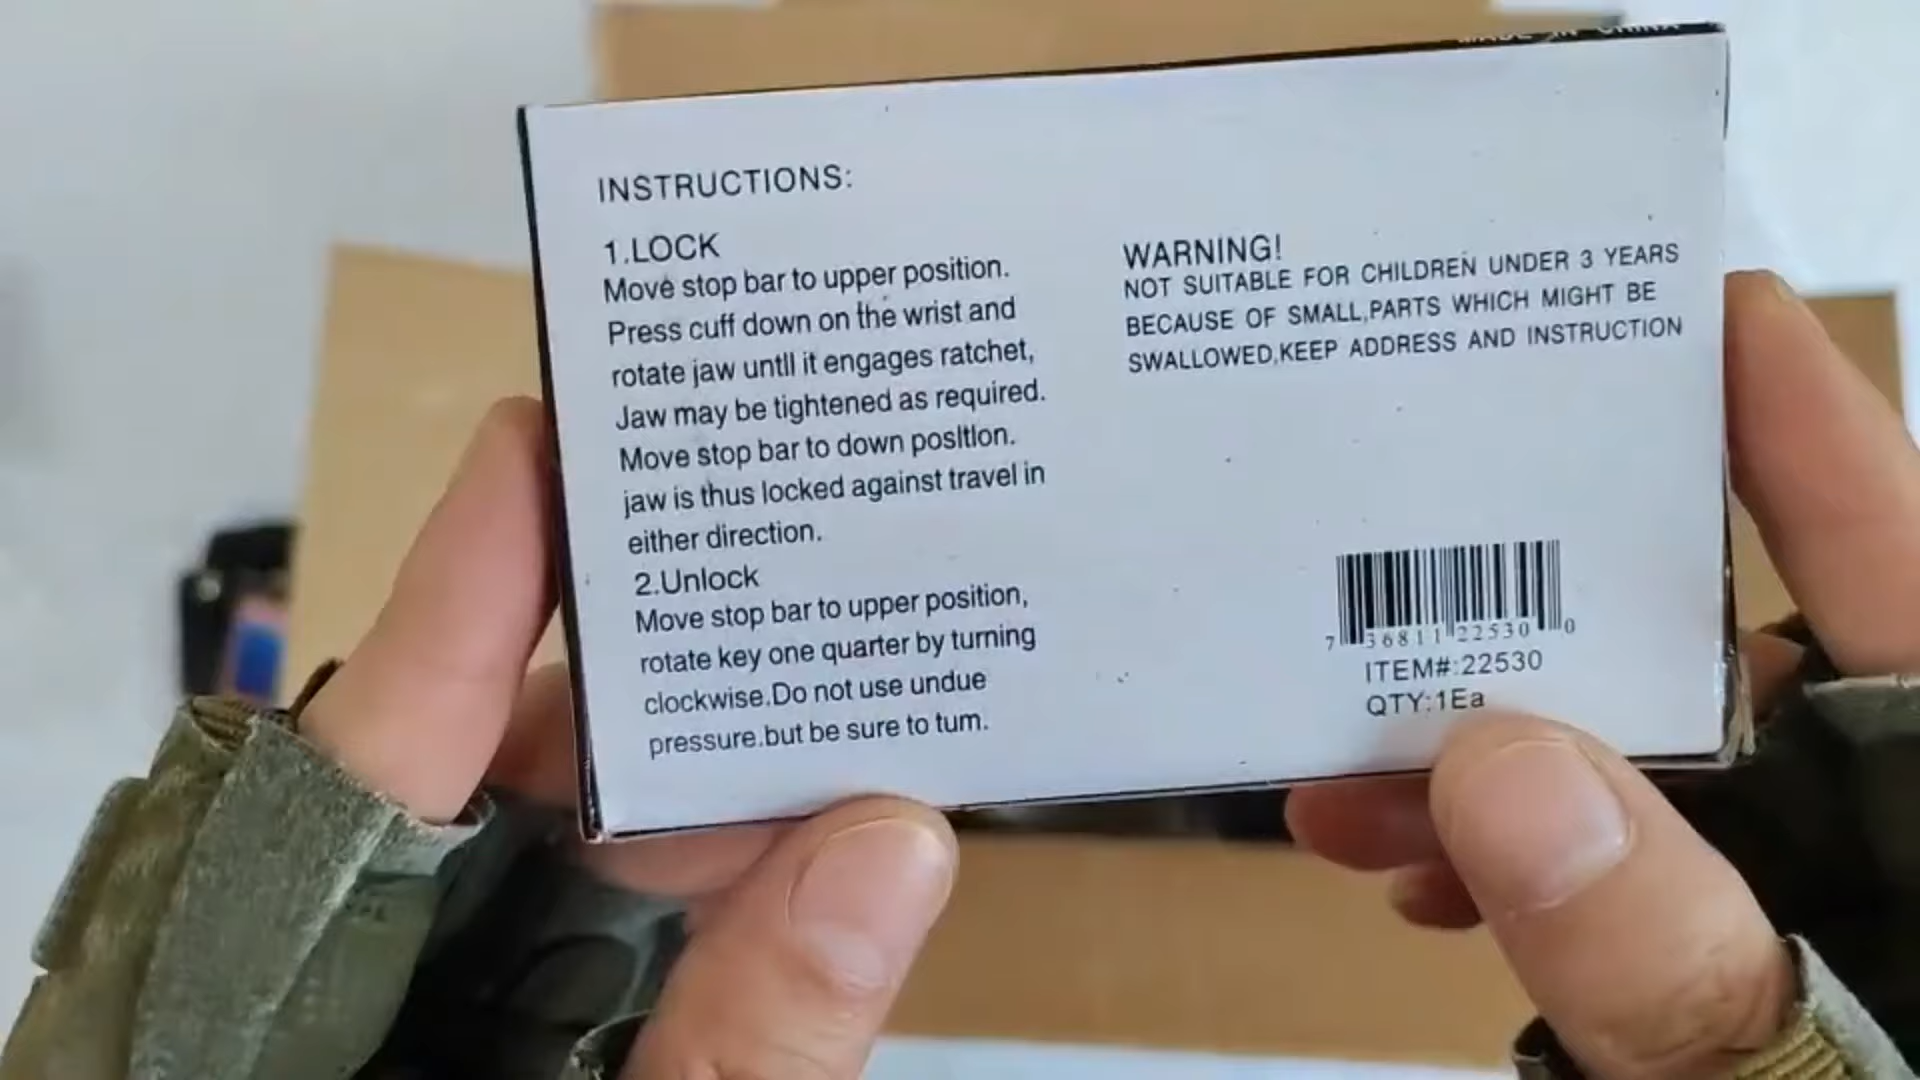 MADE IN CHINA
INSTRUCTIONS:
1.LOCK
Move stop bar to upper position.
Press cuff down on the wrist and
rotate jaw untll it engages ratchet,
Jaw may be tightened as required.
Move stop bar to down posltlon.
jaw is thus locked against travel in
either direction.
2.Unlock
Move stop bar to upper position,
rotate key one quarter by turning
clockwise.Do not use undue
pressure.but be sure to tum.
WARNING!
NOT SUITABLE FOR CHILDREN UNDER 3 YEARS
BECAUSE OF SMALL,PARTS WHICH MIGHT BE
SWALLOWED,KEEP ADDRESS AND INSTRUCTION
7 36811 22530 0
ITEM#:22530
QTY:1Ea